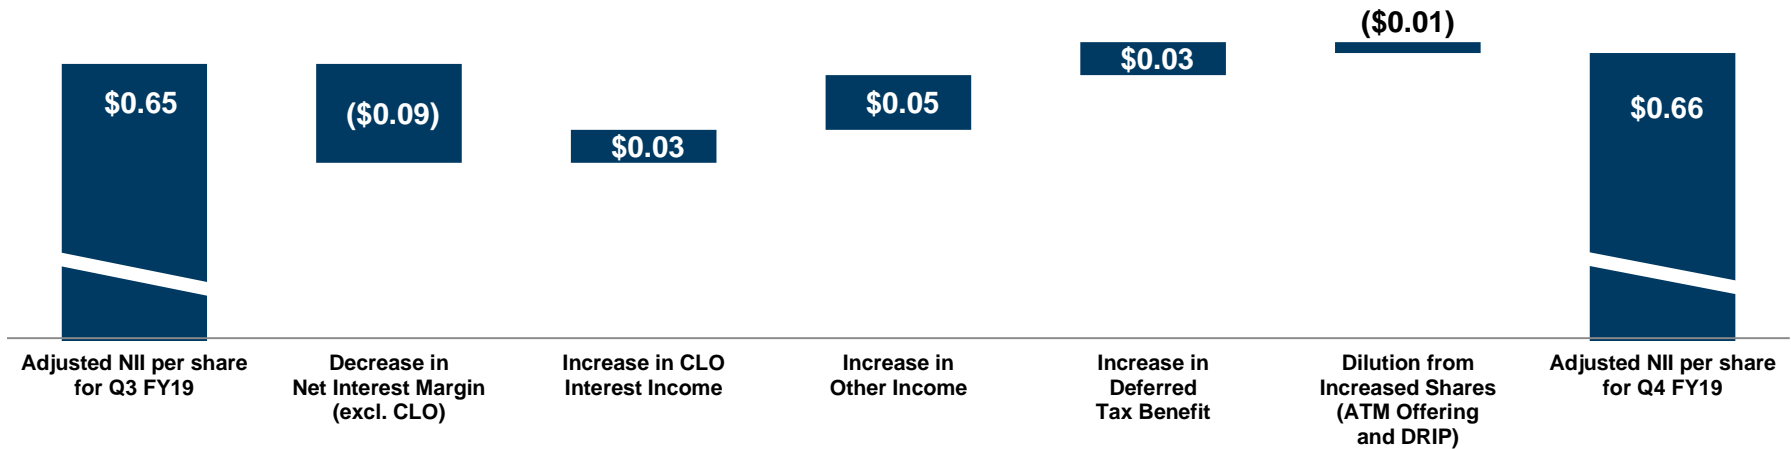 ($0.01)
$0.65
($0.09)
$0.03
$0.05
$0.03
$0.66
Adjusted NII per share
for Q3 FY19
Decrease in
Net Interest Margin
(excl. CLO)
Increase in CLO
Interest Income
Increase in
Other Income
Increase in
Deferred
Tax Benefit
Dilution from
Increased Shares
(ATM Offering
and DRIP)
Adjusted NII per share
for Q4 FY19